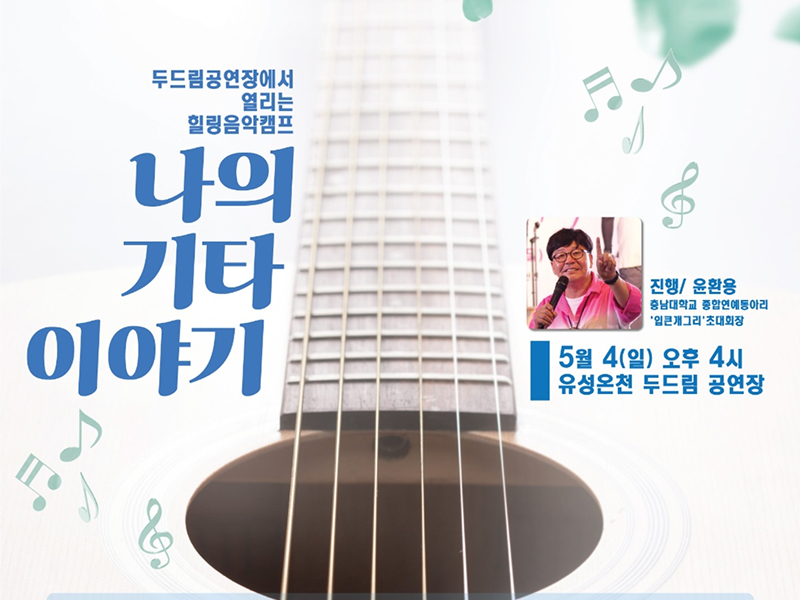 두드림공연장에서
열리는
힐링음악캠프
나의
기타
이야기
진행/ 윤환용
충남대학교 종합연예동아리
'입큰개그리'초대회장
5월 4(일) 오후 4시
유성온천 두드림 공연장